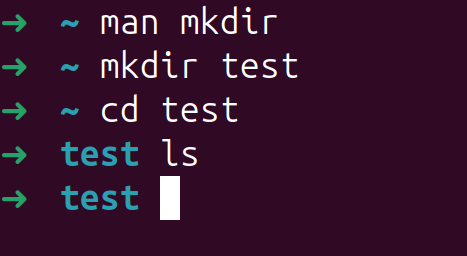 ➜ ~ man mkdir
➜ ~ mkdir test
➜ ~ cd test
➜ test ls
➜ test